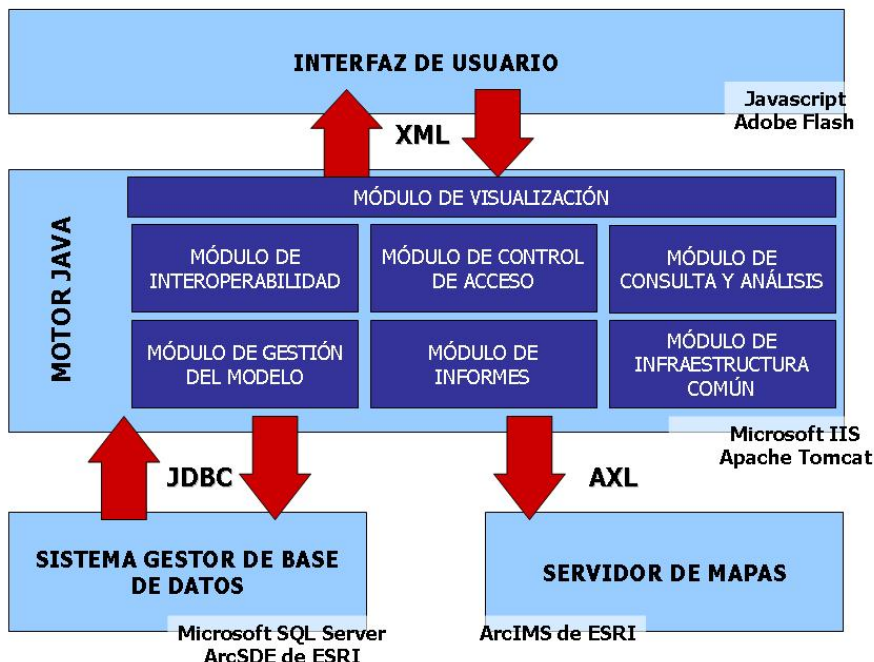 INTERFAZ DE USUARIO
Javascript
Adobe Flash
XML
MOTOR JAVA
MÓDULO DE VISUALIZACIÓN
MÓDULO DE
INTEROPERABILIDAD
MÓDULO DE CONTROL
DE ACCESO
MÓDULO DE
CONSULTA Y ANÁLISIS
MÓDULO DE GESTIÓN
DEL MODELO
MÓDULO DE
INFORMES
MÓDULO DE
INFRAESTRUCTURA
COMÚN
Microsoft IIS
Apache Tomcat
JDBC
AXL
SISTEMA GESTOR DE BASE
DE DATOS
Microsoft SQL Server
ArcSDE de ESRI
SERVIDOR DE MAPAS
ArcIMS de ESRI